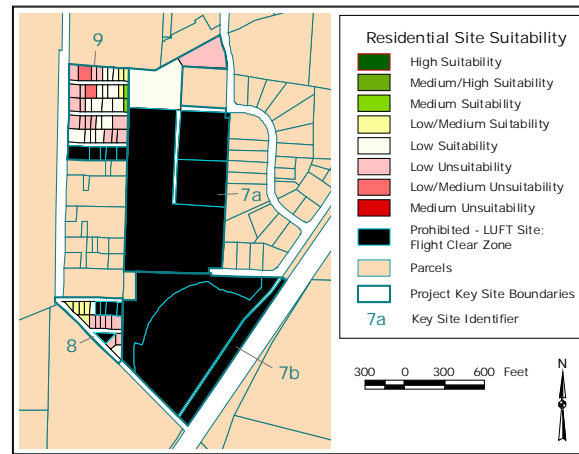 9
7a
8
7b
Residential Site Suitability
High Suitability
Medium/High Suitability
Medium Suitability
Low/Medium Suitability
Low Suitability
Low Unsuitability
Low/Medium Unsuitability
Medium Unsuitability
Prohibited - LUFT Site;
Flight Clear Zone
Parcels
Project Key Site Boundaries
7a Key Site Identifier
300 0 300 600 Feet
N